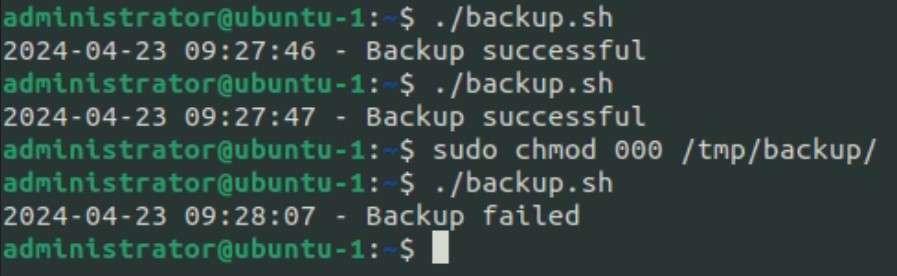 administrator@ubuntu-1:~$ ./backup.sh
2024-04-23 09:27:46 - Backup successful
administrator@ubuntu-1:~$ ./backup.sh
2024-04-23 09:27:47 - Backup successful
administrator@ubuntu-1:~$ sudo chmod 000 /tmp/backup/
administrator@ubuntu-1:~$ ./backup.sh
2024-04-23 09:28:07 - Backup failed
administrator@ubuntu-1:~$